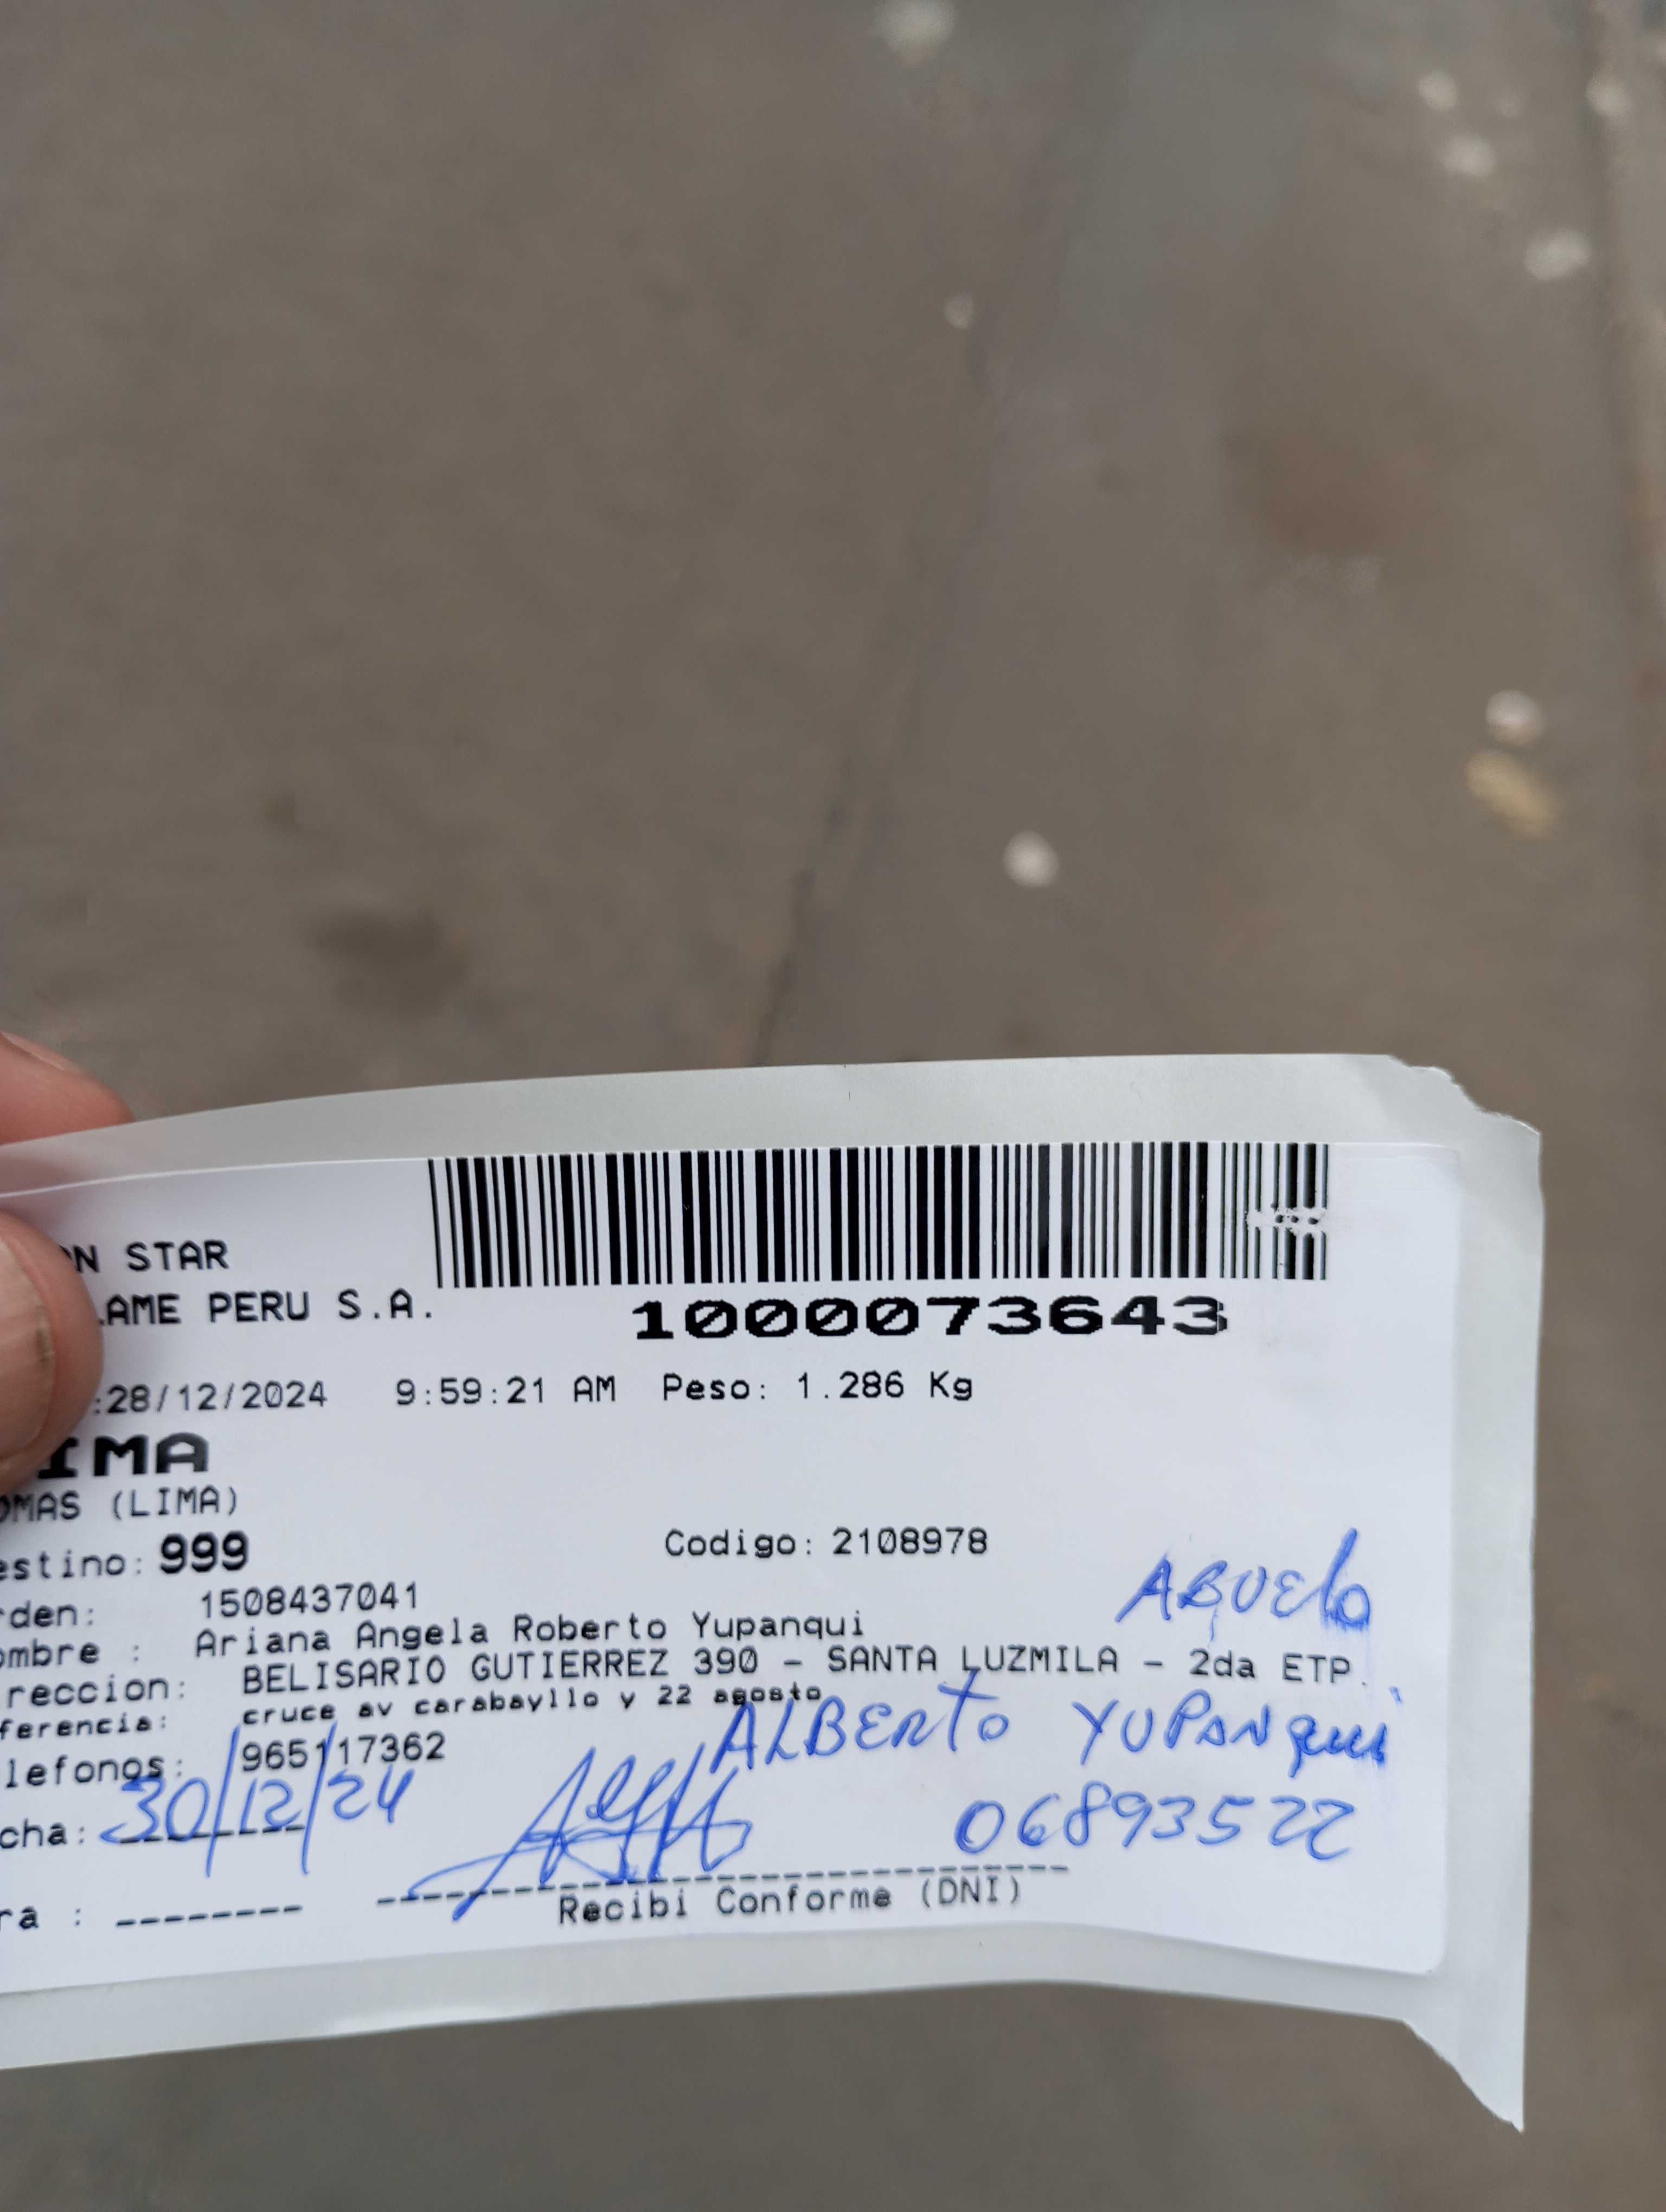 N STAR
LAME PERU S.A.
1000073643
:28/12/2024 9:59:21 AM Peso: 1.286 Kg
IMA
OMAS (LIMA)
estino: 999 Codigo: 2108978
rden: 1508437041
ABUElo
ombre : Ariana Angela Roberto Yupanqui
reccion: BELISARIO GUTIERREZ 390 - SANTA LUZMILA - 2da ETP.
ferencia: cruce av carabayllo y 22 agosto
ALBERTO YUPANqui
lefonos: 965117362
cha: 30/12/24
06893522
ra : --------
Recibi Conforme (DNI)